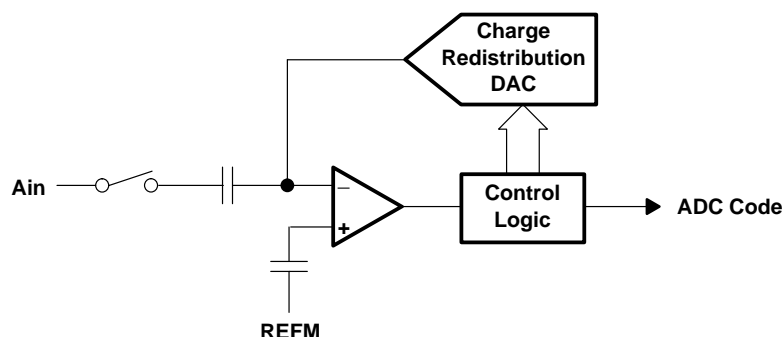 Charge
Redistribution
DAC
Ain
−
+
Control
Logic
ADC Code
REFM